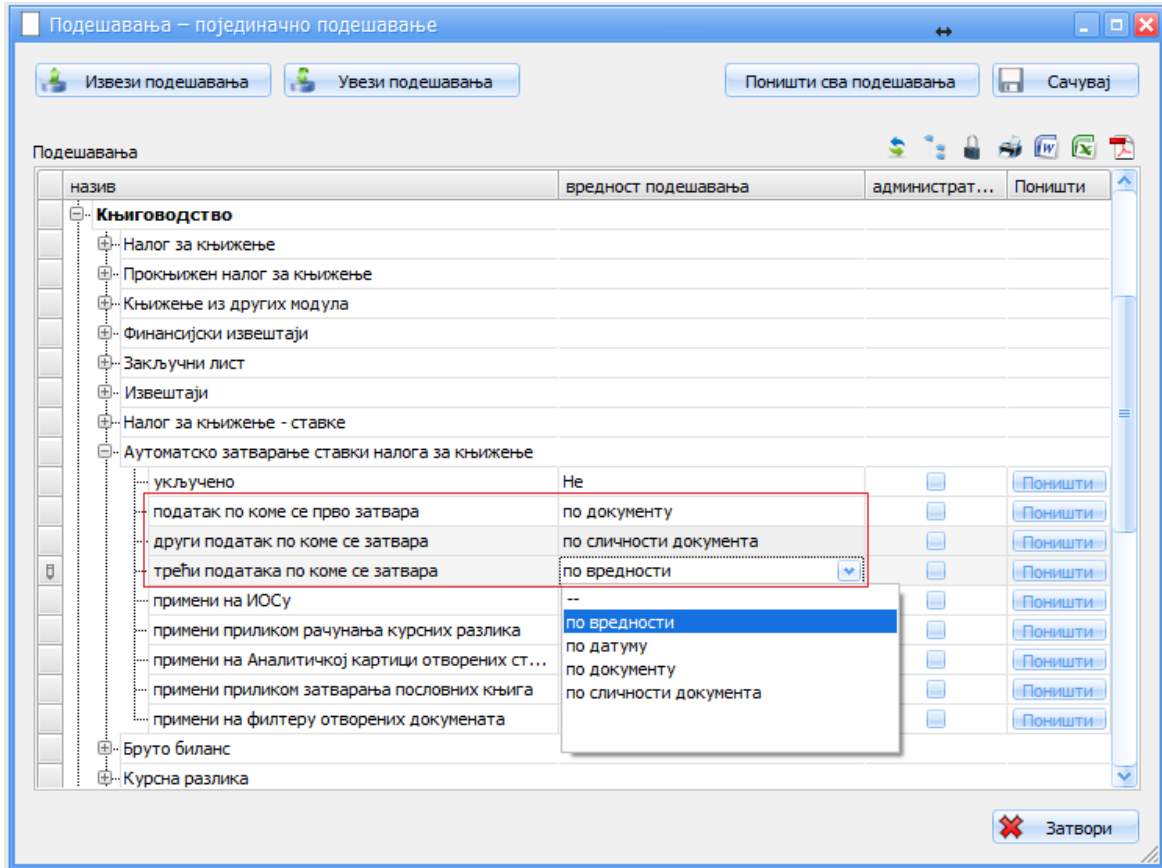 Подешавања – појединачно подешавање
Извези подешавања
Увези подешавања
Поништи сва подешавања
Сачувај
Подешавања
назив вредност подешавања администрат... Поништи
Књиговодство
Налог за књижење
Прокњижен налог за књижење
Књижење из других модула
Финансијски извештаји
Закључни лист
Извештаји
Налог за књижење - ставке
Аутоматско затварање ставки налога за књижење
укључено Не Поништи
податак по коме се прво затвара по документу Поништи
други податак по коме се затвара по сличности документа Поништи
трећи података по коме се затвара по вредности Поништи
примени на ИОСу -- Поништи
примени приликом рачунања курсних разлика по вредности Поништи
примени на Аналитичкој картици отворених ст... по датуму Поништи
примени приликом затварања пословних књига по документу Поништи
примени на филтеру отворених докумената по сличности документа Поништи
Бруто биланс
Курсна разлика
Затвори